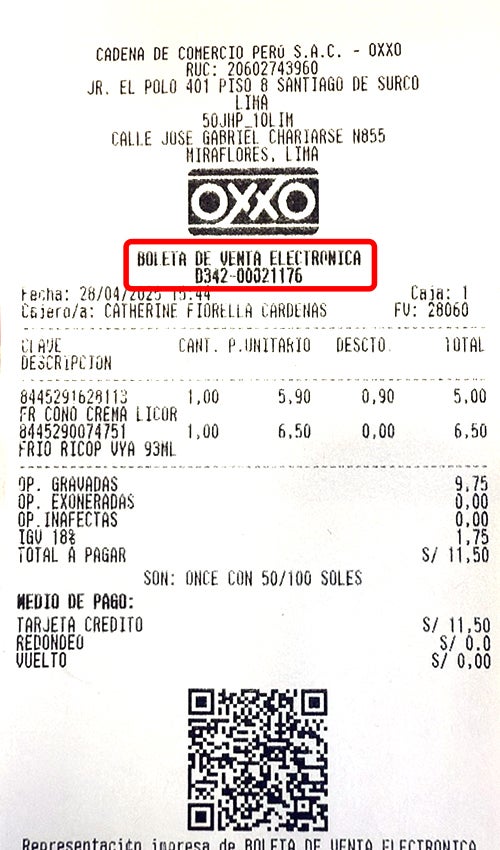 CADENA DE COMERCIO PERÚ S.A.C. - OXXO
RUC: 20602743960
JR. EL POLO 401 PISO 8 SANTIAGO DE SURCO
LIMA
50JHP_10LIM
CALLE JOSE GABRIEL CHARIARSE N855
MIRAFLORES, LIMA
OXXO
BOLETA DE VENTA ELECTRONICA
B342-00021176
Fecha: 28/04/2025 15:44 Caja: 1
Cajero/a: CATHERINE FIORELLA CARDENAS FV: 28060
CLAVE CANT. P.UNITARIO DESCTO. TOTAL
DESCRIPCION
8445291628113 1,00 5,90 0,90 5,00
FR CONO CREMA LICOR
8445290074751 1,00 6,50 0,00 6,50
FRIO RICOP VYA 93ML
OP. GRAVADAS 9,75
OP. EXONERADAS 0,00
OP.INAFECTAS 0,00
IGV 18% 1,75
TOTAL A PAGAR S/ 11,50
SON: ONCE CON 50/100 SOLES
MEDIO DE PAGO:
TARJETA CREDITO S/ 11,50
REDONDEO S/ 0.0
VUELTO S/ 0,00
Representación impresa de BOLETA DE VENTA ELECTRONICA